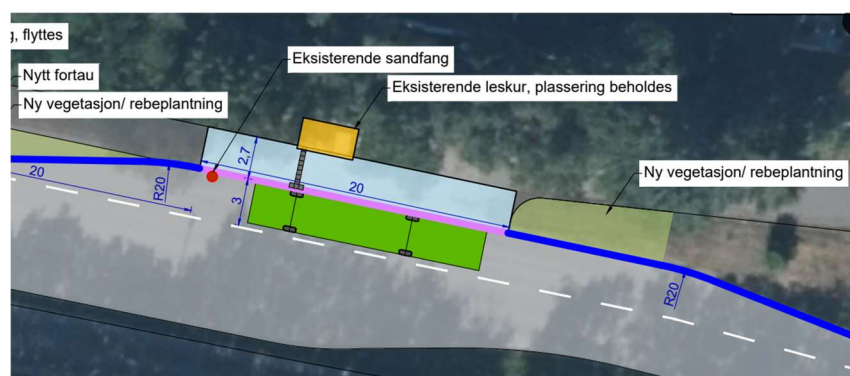 , flyttes
Eksisterende sandfang
Nytt fortau
Eksisterende leskur, plassering beholdes
Ny vegetasjon/ rebeplantning
2,7
20
R20
20
3
Ny vegetasjon/ rebeplantning
R20